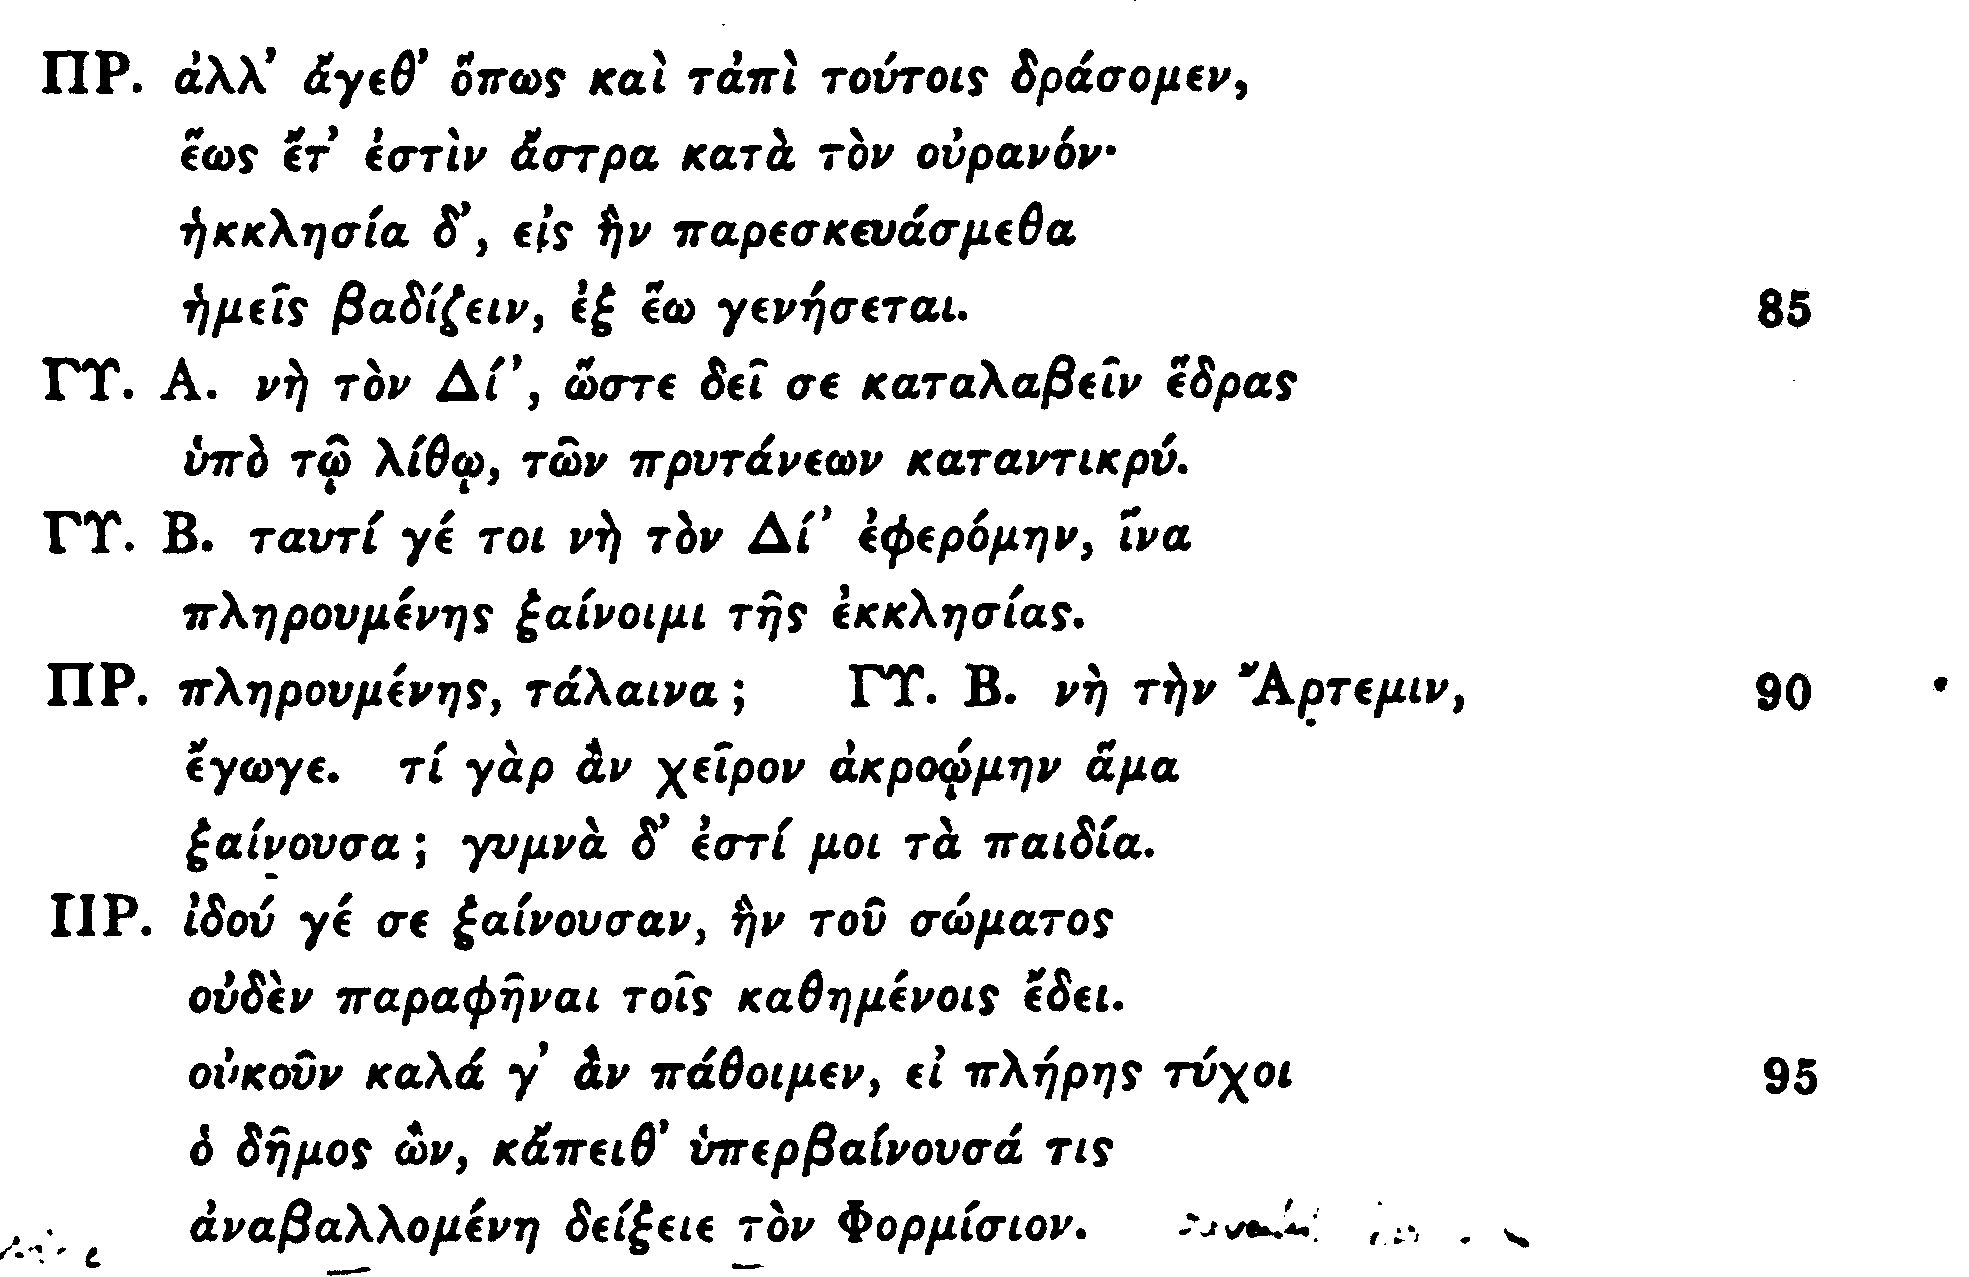 ΠΡ. ἀλλ’ ἄγεθ’ ὅπως καὶ τἀπὶ τούτοις δράσομεν,
ἕως ἔτ’ ἐστὶν ἄστρα κατὰ τὸν οὐρανόν·
ἡκκλησία δ’, εἰς ἣν παρεσκευάσμεθα
ἡμεῖς βαδίζειν, ἐξ ἕω γενήσεται. 85
ΓΥ. Α. νὴ τὸν Δί’, ὥστε δεῖ σε καταλαβεῖν ἕδρας
ὑπὸ τῷ λίθῳ, τῶν πρυτάνεων καταντικρύ.
ΓΥ. Β. ταυτί γέ τοι νὴ τὸν Δί’ ἐφερόμην, ἵνα
πληρουμένης ξαίνοιμι τῆς ἐκκλησίας.
ΠΡ. πληρουμένης, τάλαινα; ΓΥ. Β. νὴ τὴν Ἄρτεμιν, 90
ἔγωγε. τί γὰρ ἂν χεῖρον ἀκροῴμην ἅμα
ξαίνουσα; γυμνὰ δ’ ἐστί μοι τὰ παιδία.
ΠΡ. ἰδού γέ σε ξαίνουσαν, ἣν τοῦ σώματος
οὐδὲν παραφῆναι τοῖς καθημένοις ἔδει.
οὐκοῦν καλά γ’ ἂν πάθοιμεν, εἰ πλήρης τύχοι 95
ὁ δῆμος ὢν, κἄπειθ’ ὑπερβαίνουσά τις
ἀναβαλλομένη δείξειε τὸν Φορμίσιον.